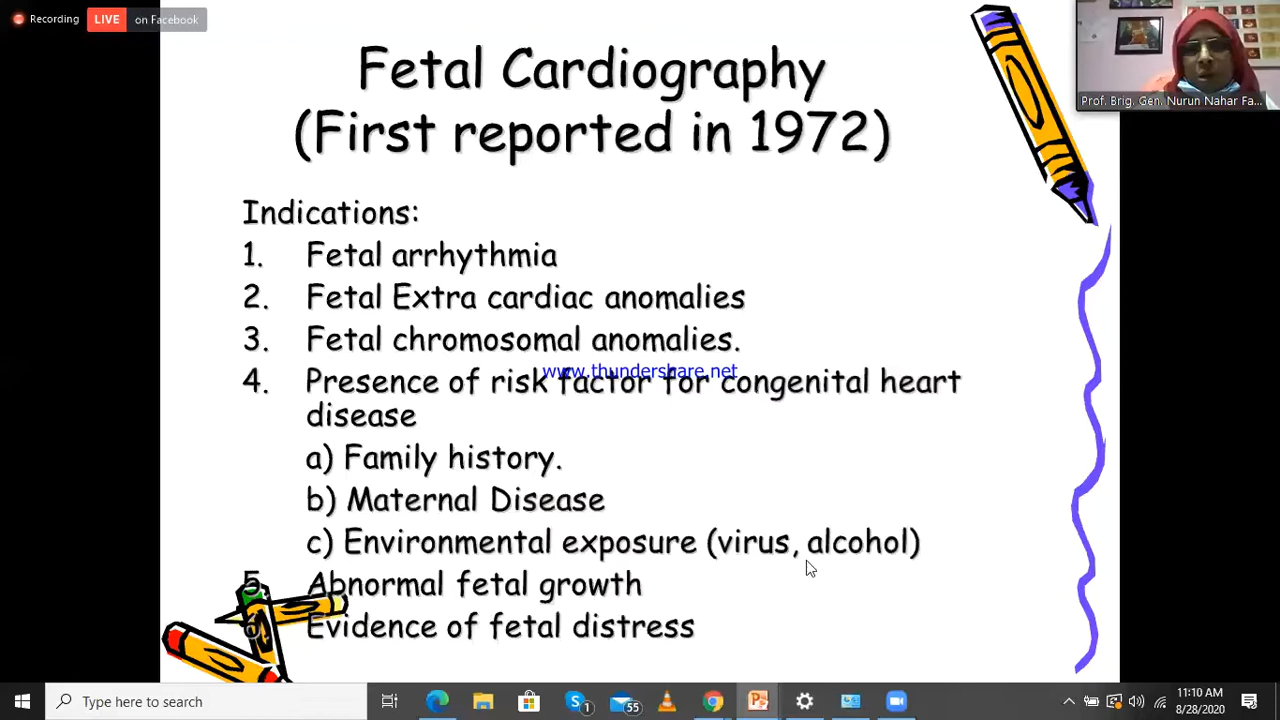 Recording
LIVE on Facebook
Fetal Cardiography
(First reported in 1972)
Prof. Brig. Gen. Nurun Nahar Fa...
Indications:
1. Fetal arrhythmia
2. Fetal Extra cardiac anomalies
3. Fetal chromosomal anomalies.
www.thundershare.net
4. Presence of risk factor for congenital heart
disease
a) Family history.
b) Maternal Disease
c) Environmental exposure (virus, alcohol)
5. Abnormal fetal growth
Evidence of fetal distress
Type here to search
1
55
11:10 AM
8/28/2020